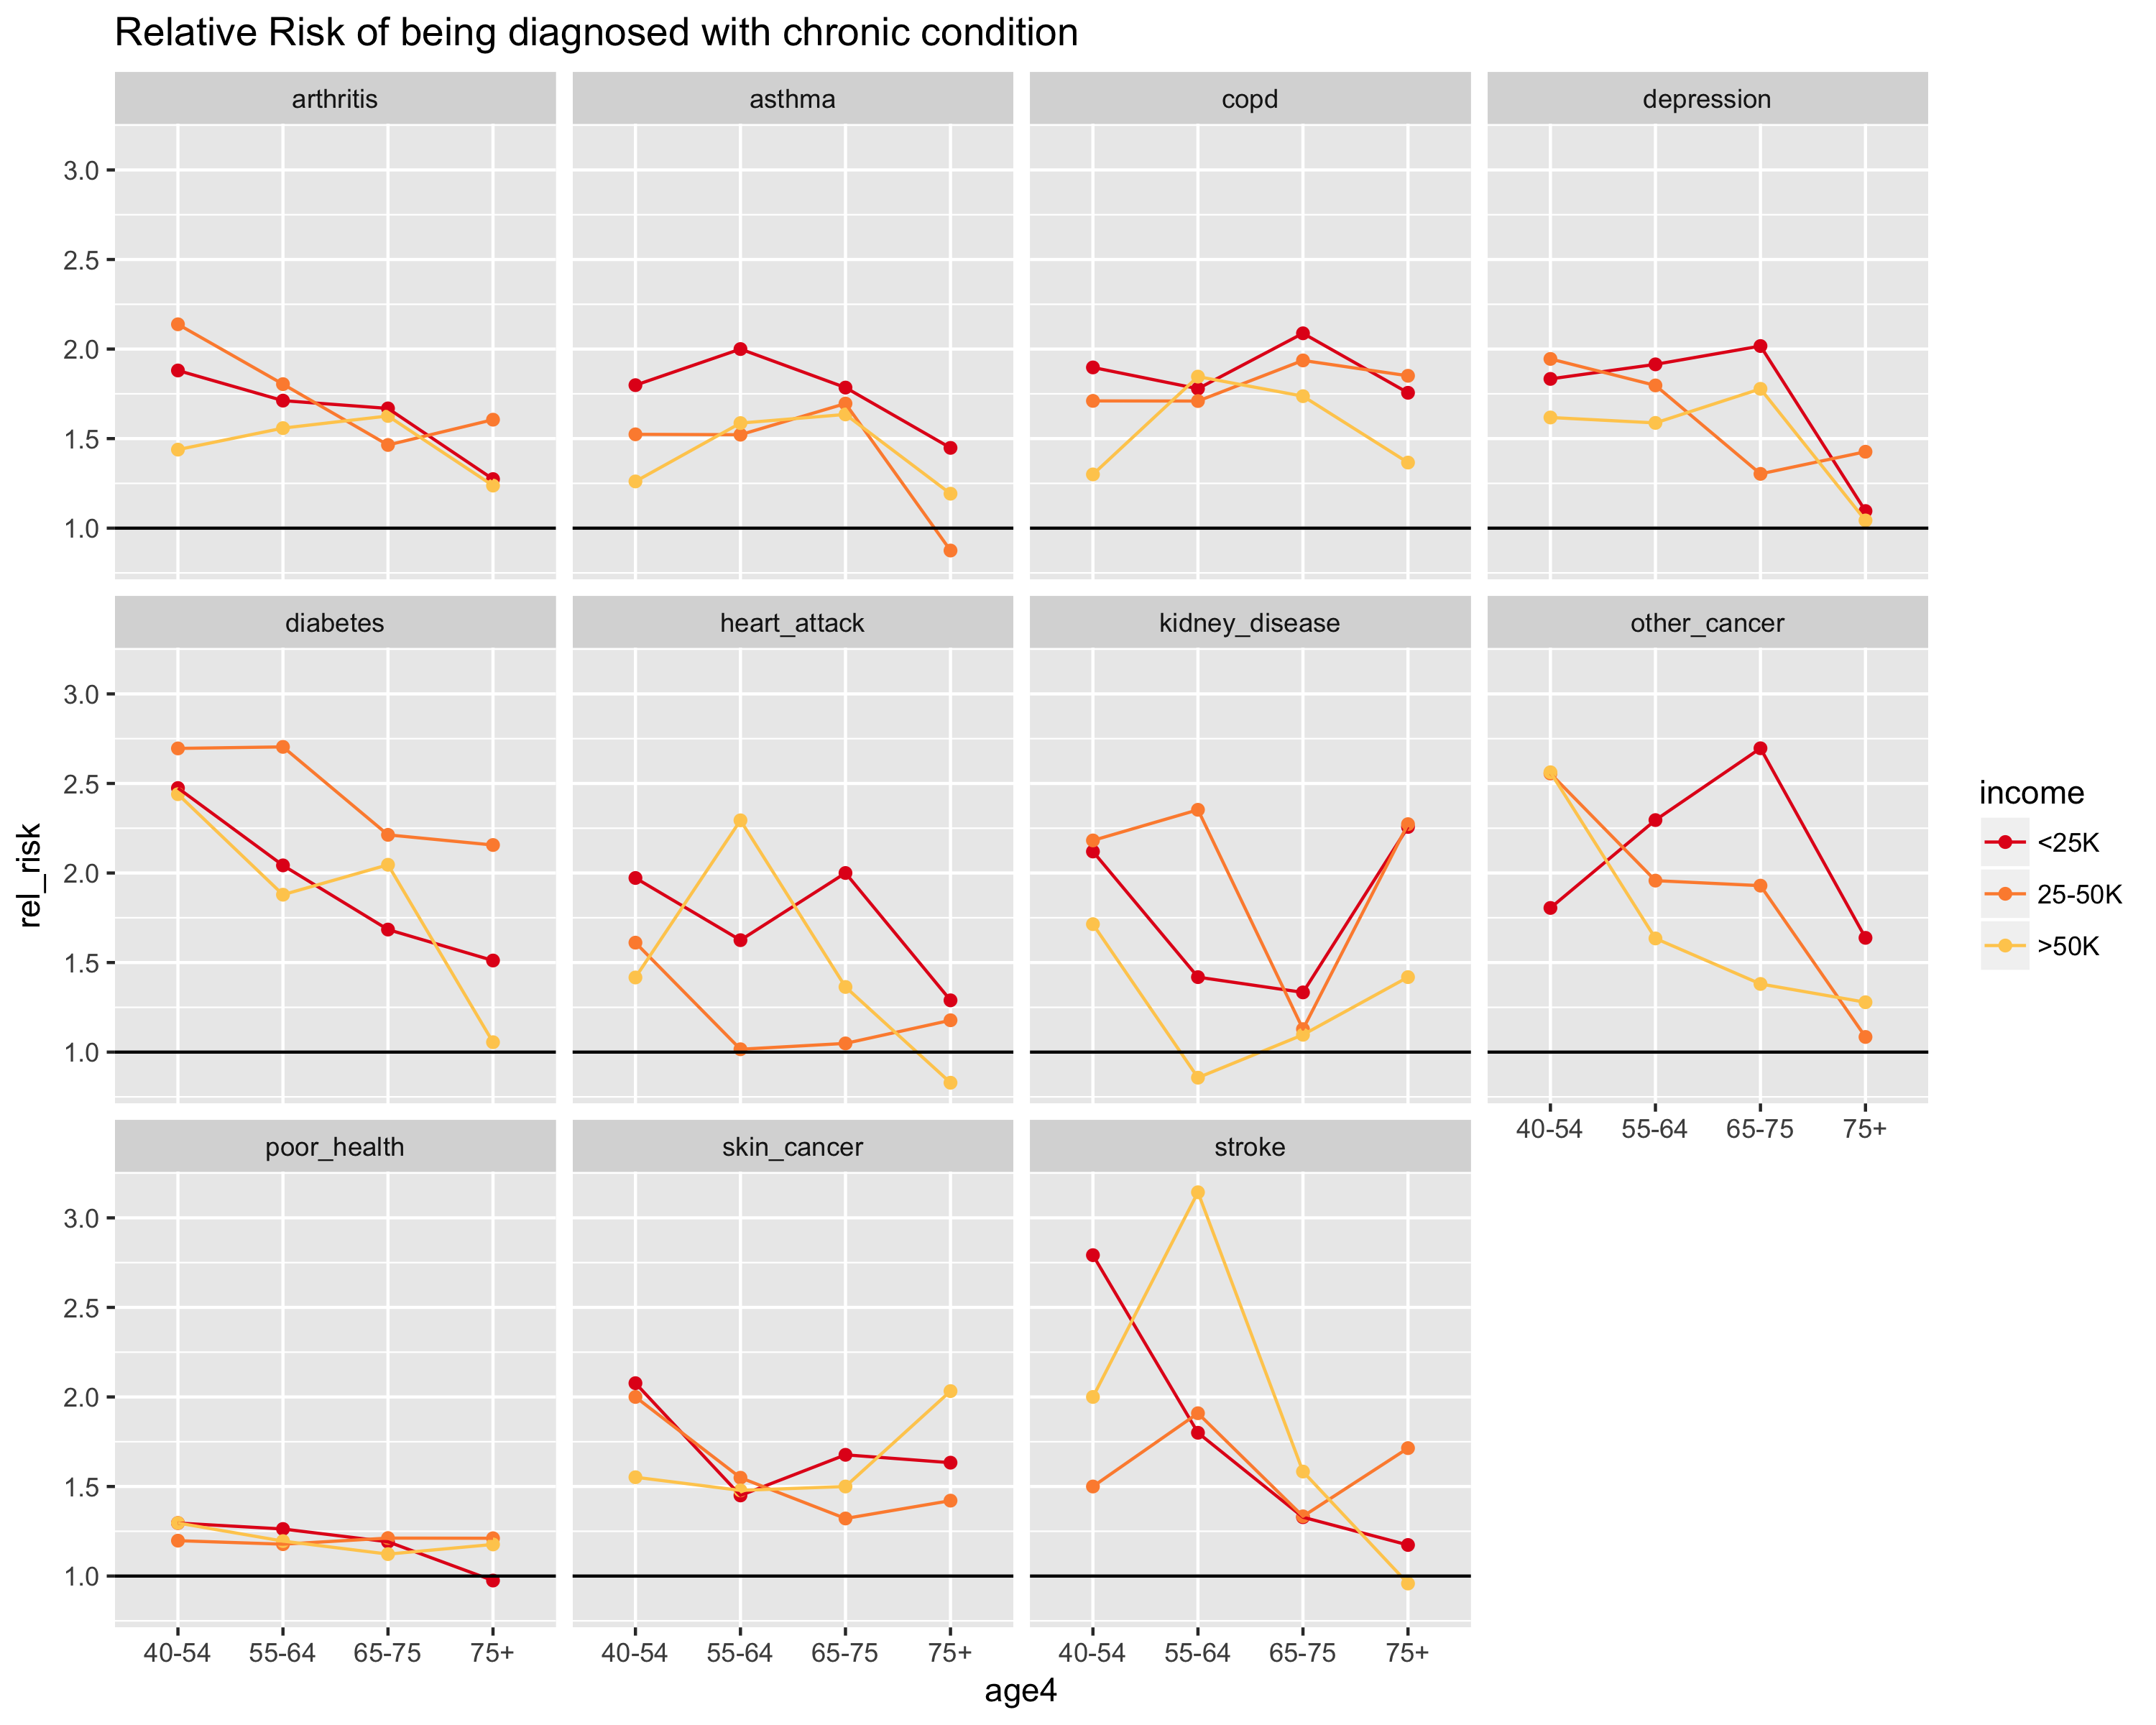 Relative Risk of being diagnosed with chronic condition
arthritis
asthma
copd
depression
3.0
2.5
2.0
1.5
1.0
diabetes
heart_attack
kidney_disease
other_cancer
3.0
2.5
2.0
1.5
1.0
40-54 55-64 65-75 75+
poor_health
skin_cancer
stroke
3.0
2.5
2.0
1.5
1.0
40-54 55-64 65-75 75+
40-54 55-64 65-75 75+
40-54 55-64 65-75 75+
age4
rel_risk
income
<25K
25-50K
>50K